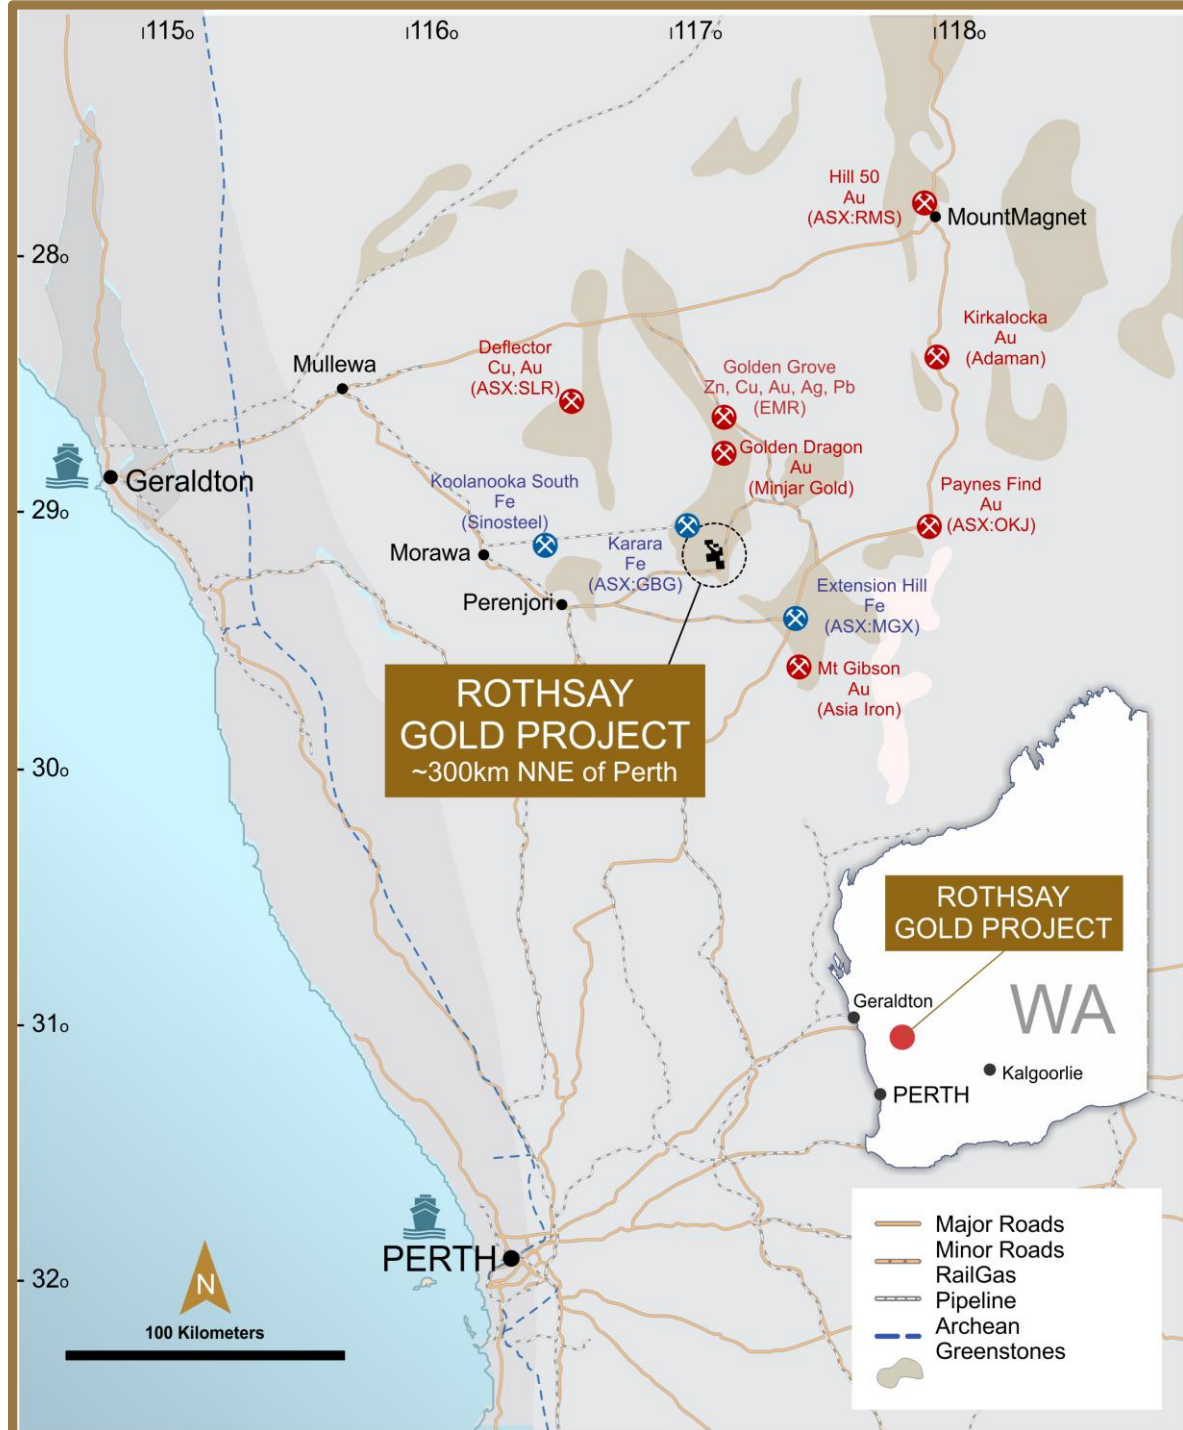 115o
116o
117o
118o
Hill 50
Au
(ASX:RMS)
MountMagnet
28o
Kirkalocka
Au
(Adaman)
Mullewa
Deflector
Cu, Au
(ASX:SLR)
Golden Grove
Zn, Cu, Au, Ag, Pb
(EMR)
Golden Dragon
Au
(Minjar Gold)
Geraldton
Koolanooka South
Fe
(Sinosteel)
Paynes Find
Au
(ASX:OKJ)
29o
Morawa
Karara
Fe
(ASX:GBG)
Perenjori
Extension Hill
Fe
(ASX:MGX)
Mt Gibson
Au
(Asia Iron)
ROTHSAY
GOLD PROJECT
~300km NNE of Perth
30o
ROTHSAY
GOLD PROJECT
Geraldton
WA
Kalgoorlie
PERTH
31o
PERTH
32o
N
100 Kilometers
Major Roads
Minor Roads
RailGas
Pipeline
Archean
Greenstones